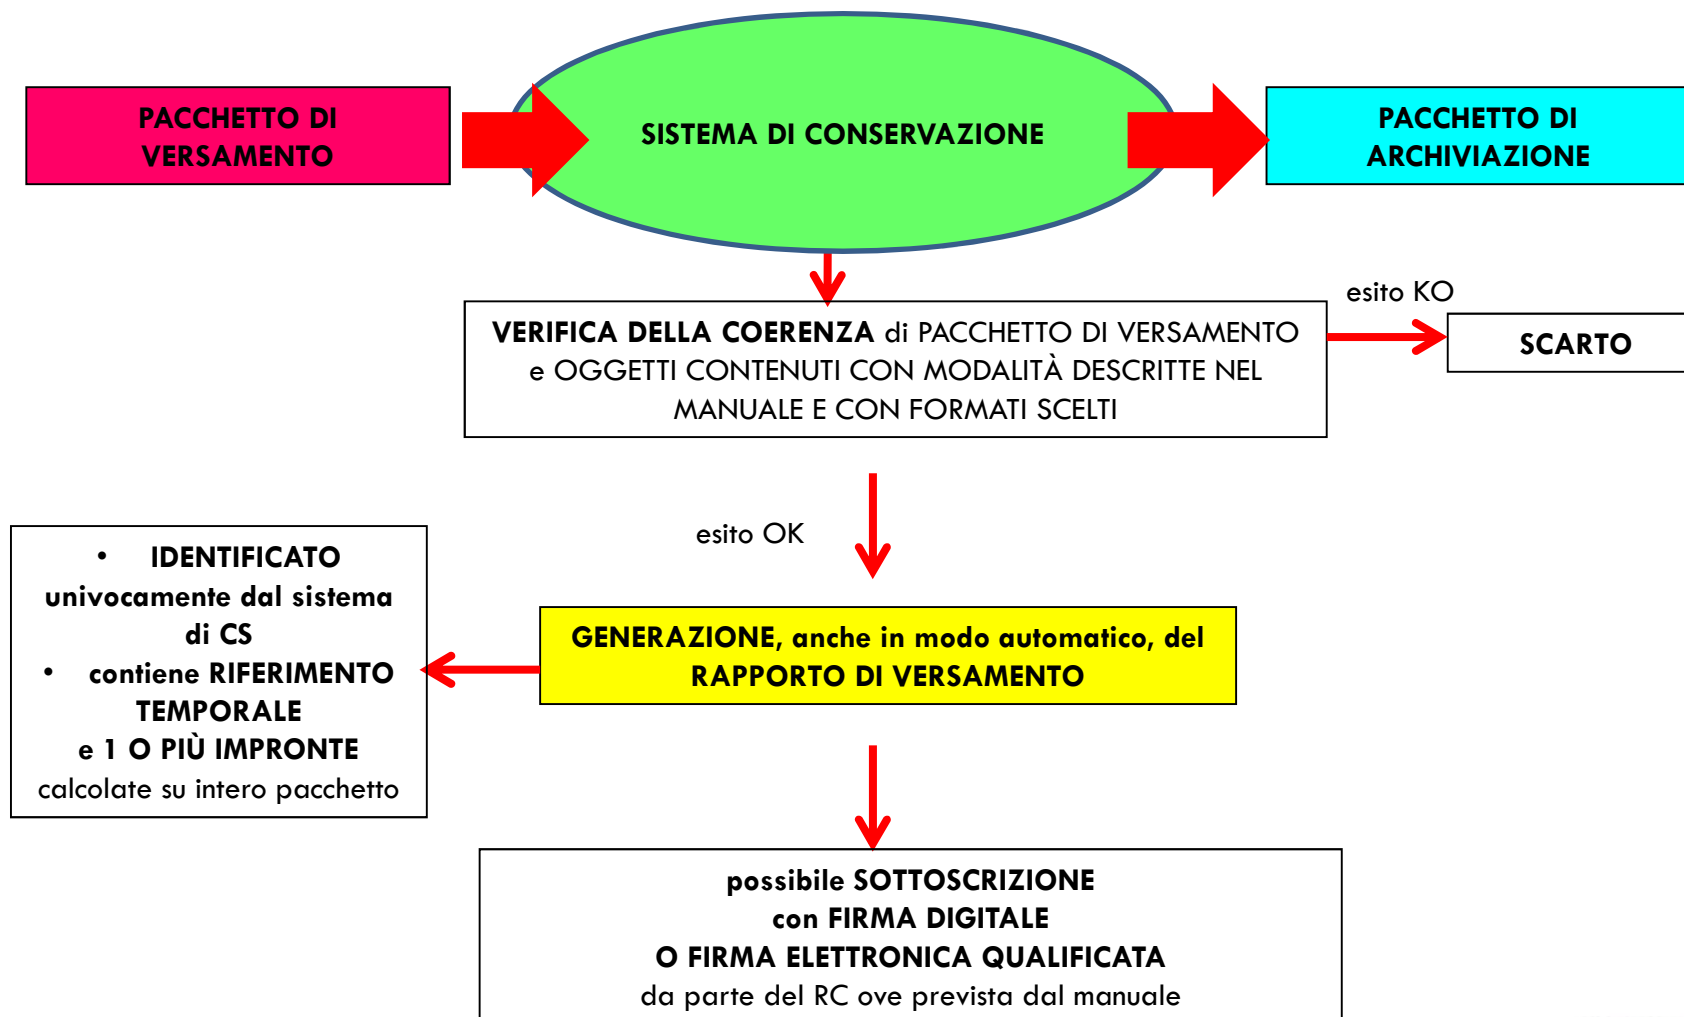 PACCHETTO DI
VERSAMENTO
SISTEMA DI CONSERVAZIONE
PACCHETTO DI
ARCHIVIAZIONE
VERIFICA DELLA COERENZA di PACCHETTO DI VERSAMENTO
e OGGETTI CONTENUTI CON MODALITÀ DESCRITTE NEL
MANUALE E CON FORMATI SCELTI
esito KO
SCARTO
esito OK
• IDENTIFICATO
univocamente dal sistema
di CS
• contiene RIFERIMENTO
TEMPORALE
e 1 O PIÙ IMPRONTE
calcolate su intero pacchetto
GENERAZIONE, anche in modo automatico, del
RAPPORTO DI VERSAMENTO
possibile SOTTOSCRIZIONE
con FIRMA DIGITALE
O FIRMA ELETTRONICA QUALIFICATA
da parte del RC ove prevista dal manuale